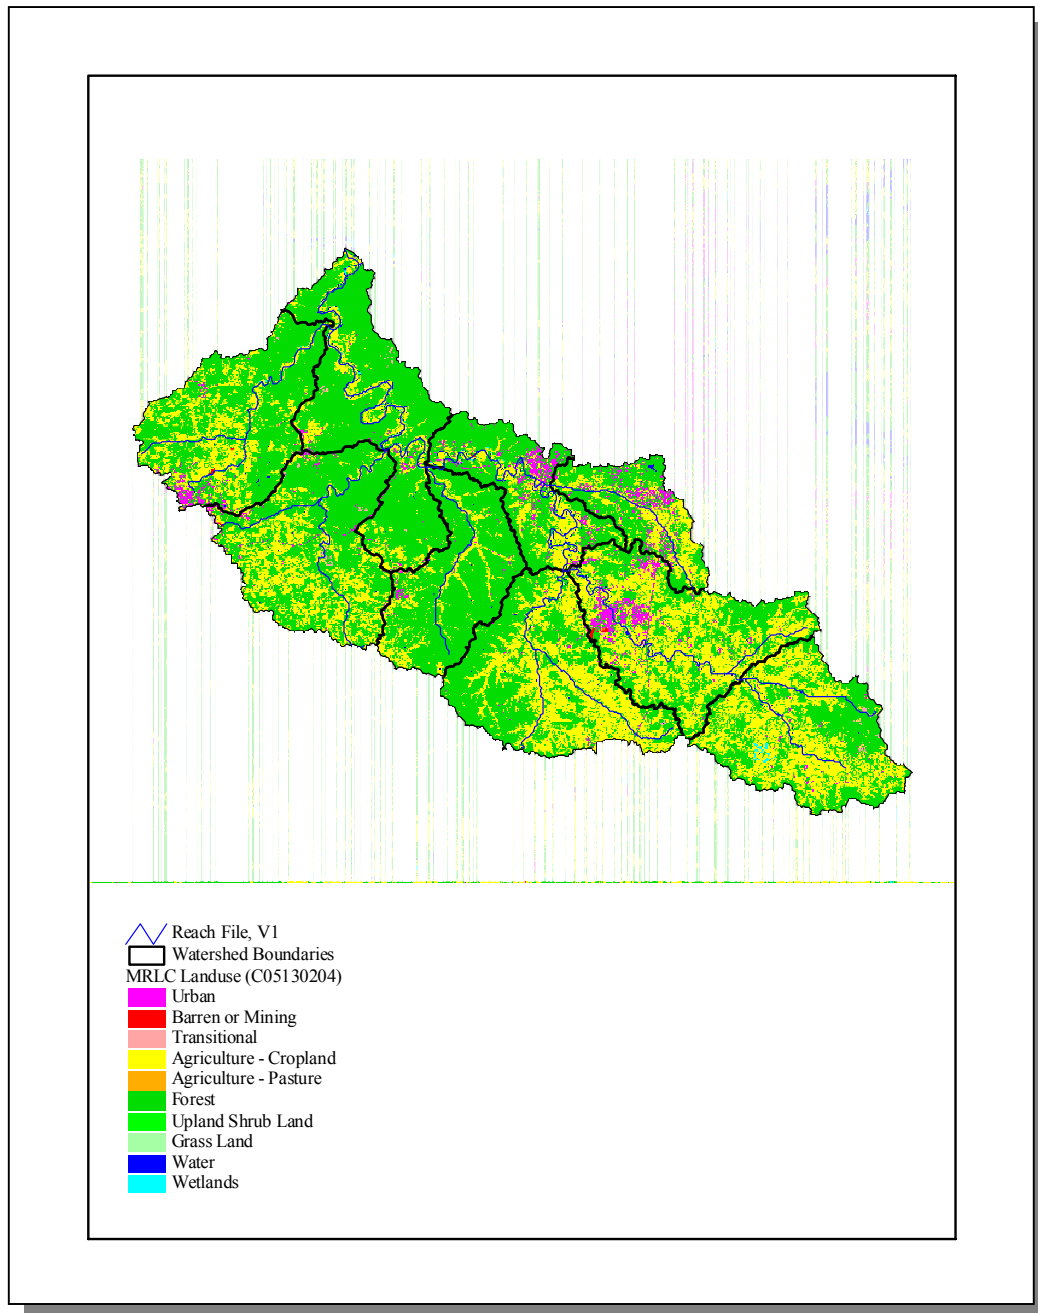 Reach File, V1
Watershed Boundaries
MRLC Landuse (C05130204)
Urban
Barren or Mining
Transitional
Agriculture - Cropland
Agriculture - Pasture
Forest
Upland Shrub Land
Grass Land
Water
Wetlands